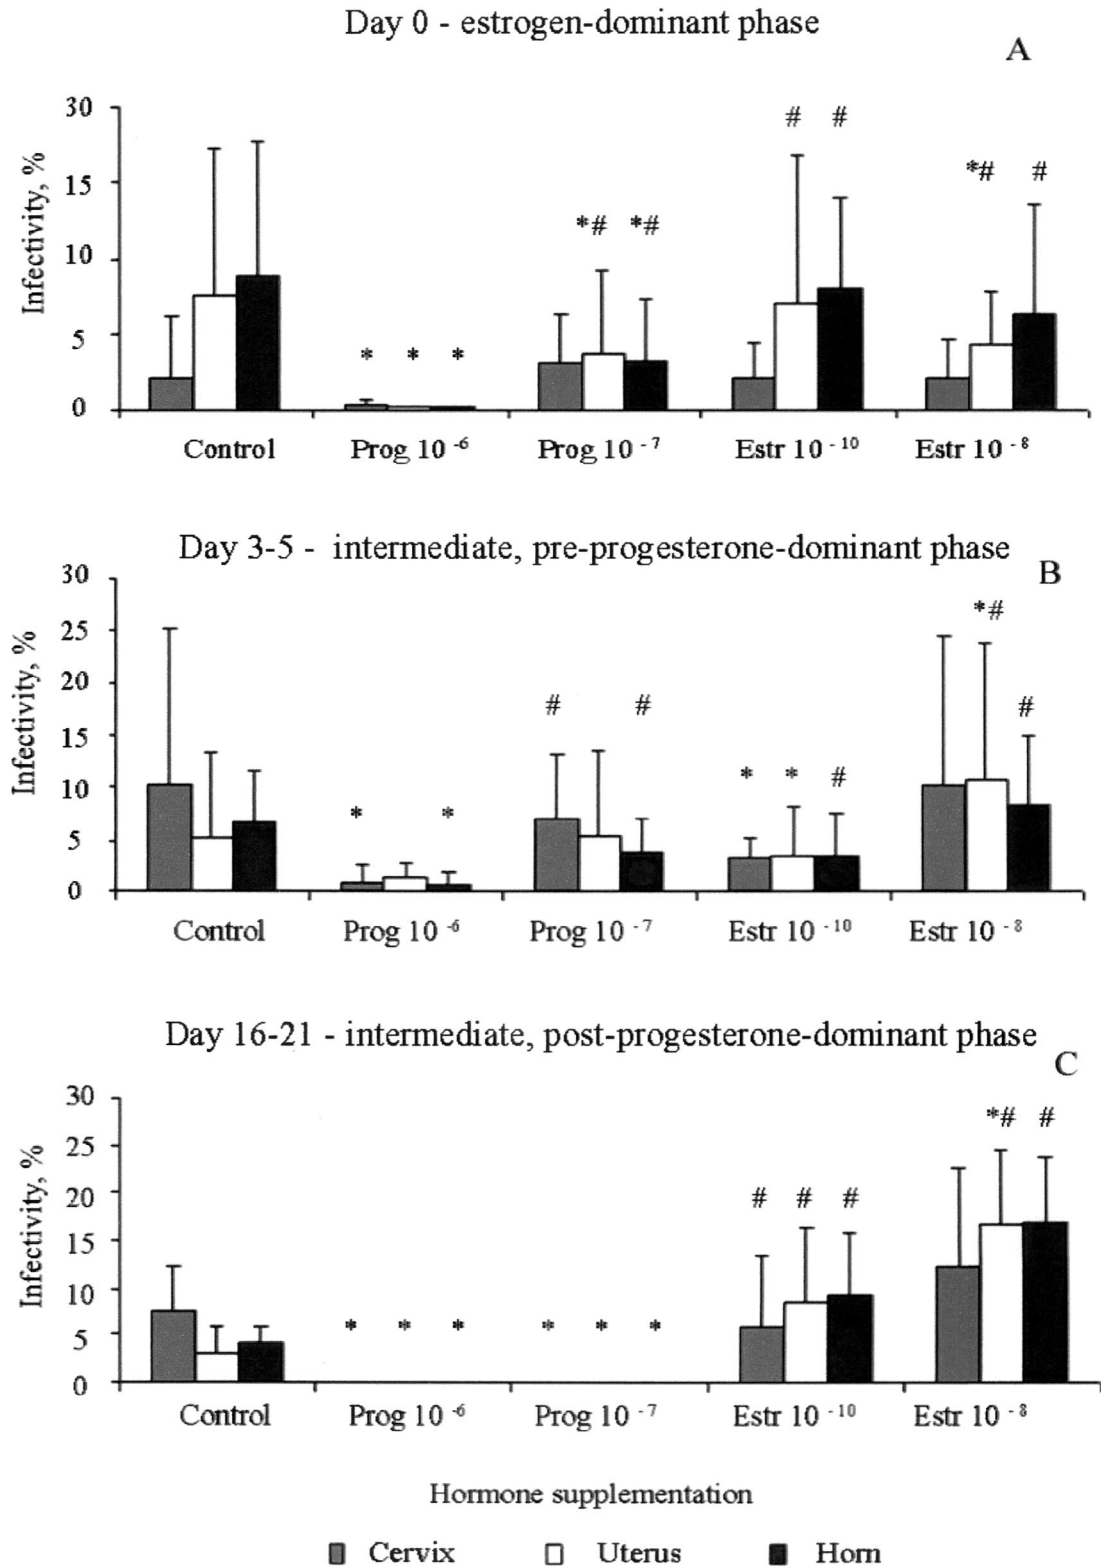 Day 0 - estrogen-dominant phase
A
Infectivity, %
30
15
10
5
0
# #
*# #
*# *#
* * *
Control Prog 10 -6 Prog 10 -7 Estr 10 -10 Estr 10 -8
Day 3-5 - intermediate, pre-progesterone-dominant phase
B
Infectivity, %
30
25
20
15
10
5
0
*#
# # #
* * #
* *
Control Prog 10 -6 Prog 10 -7 Estr 10 -10 Estr 10 -8
Day 16-21 - intermediate, post-progesterone-dominant phase
C
Infectivity, %
30
25
20
15
10
5
0
*# #
# # #
* * * * * *
Control Prog 10 -6 Prog 10 -7 Estr 10 -10 Estr 10 -8
Hormone supplementation
Cervix Uterus Horn